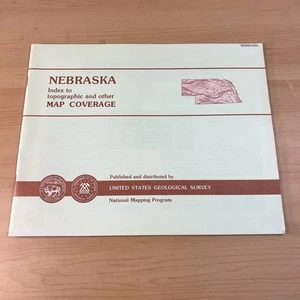 NEBRASKA
NEBRASKA
Index to
topographic and other
MAP COVERAGE
Published and distributed by
UNITED STATES GEOLOGICAL SURVEY
National Mapping Program